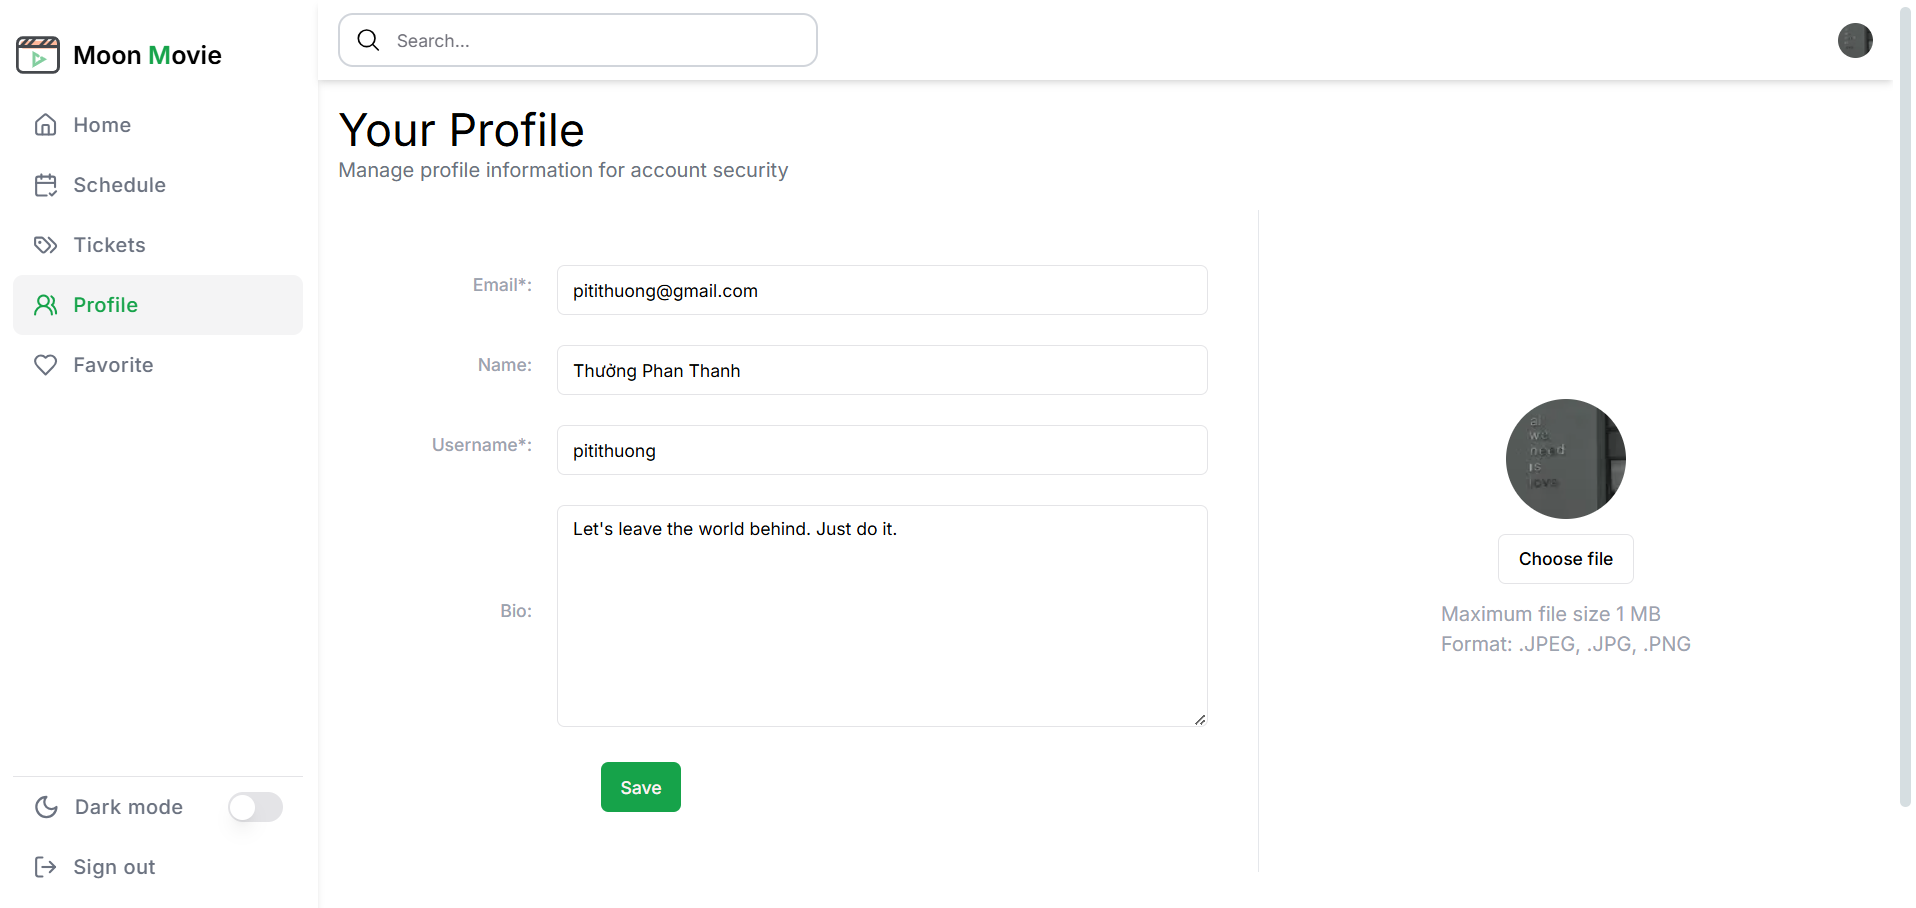 Moon Movie
Home
Schedule
Tickets
Profile
Favorite
Dark mode
Sign out
Search...
Your Profile
Manage profile information for account security
Email*:
pitithuong@gmail.com
Name:
Thưởng Phan Thanh
Username*:
pitithuong
Bio:
Let's leave the world behind. Just do it.
Save
al
we
need
is
love
Choose file
Maximum file size 1 MB
Format: .JPEG, .JPG, .PNG